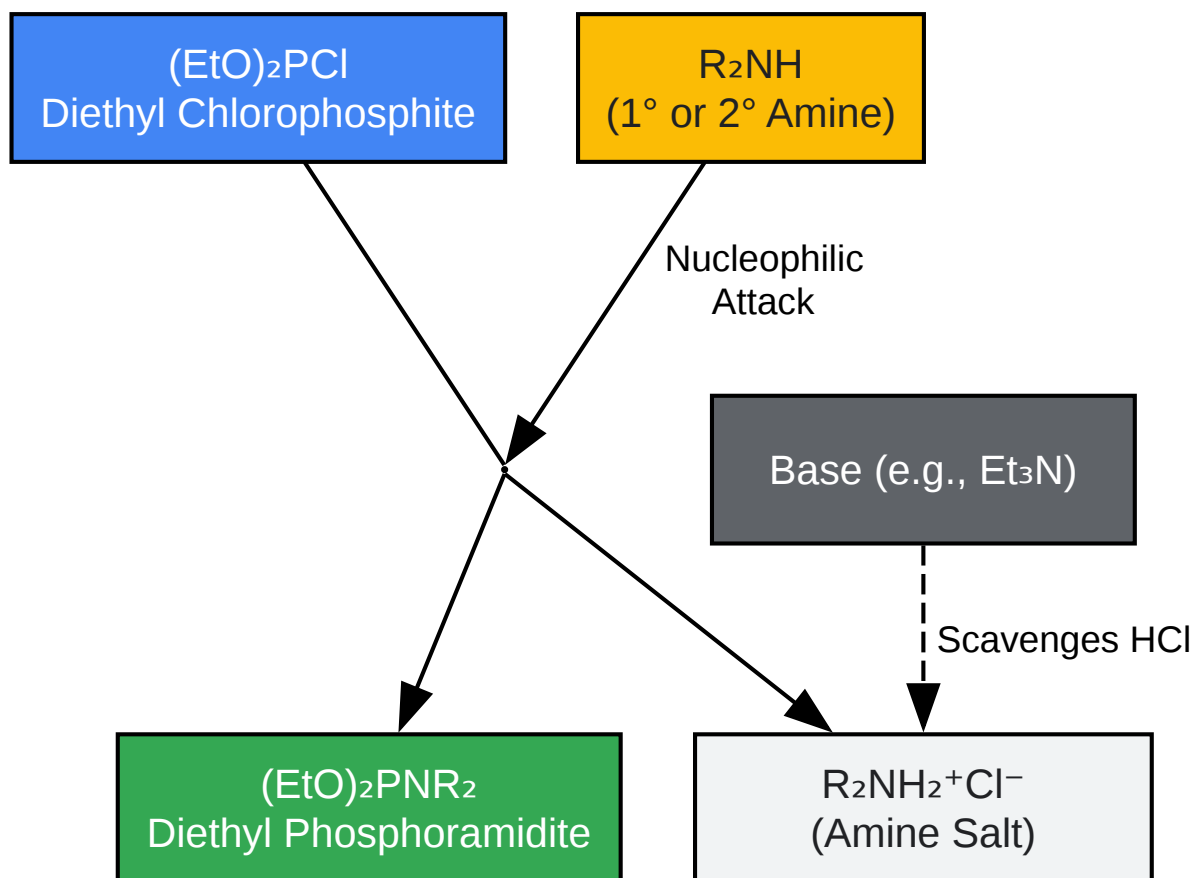 (EtO)₂PCl
Diethyl Chlorophosphite
R₂NH
(1° or 2° Amine)
Nucleophilic
Attack
Base (e.g., Et₃N)
Scavenges HCl
(EtO)₂PNR₂
Diethyl Phosphoramidite
R₂NH₂⁺Cl⁻
(Amine Salt)